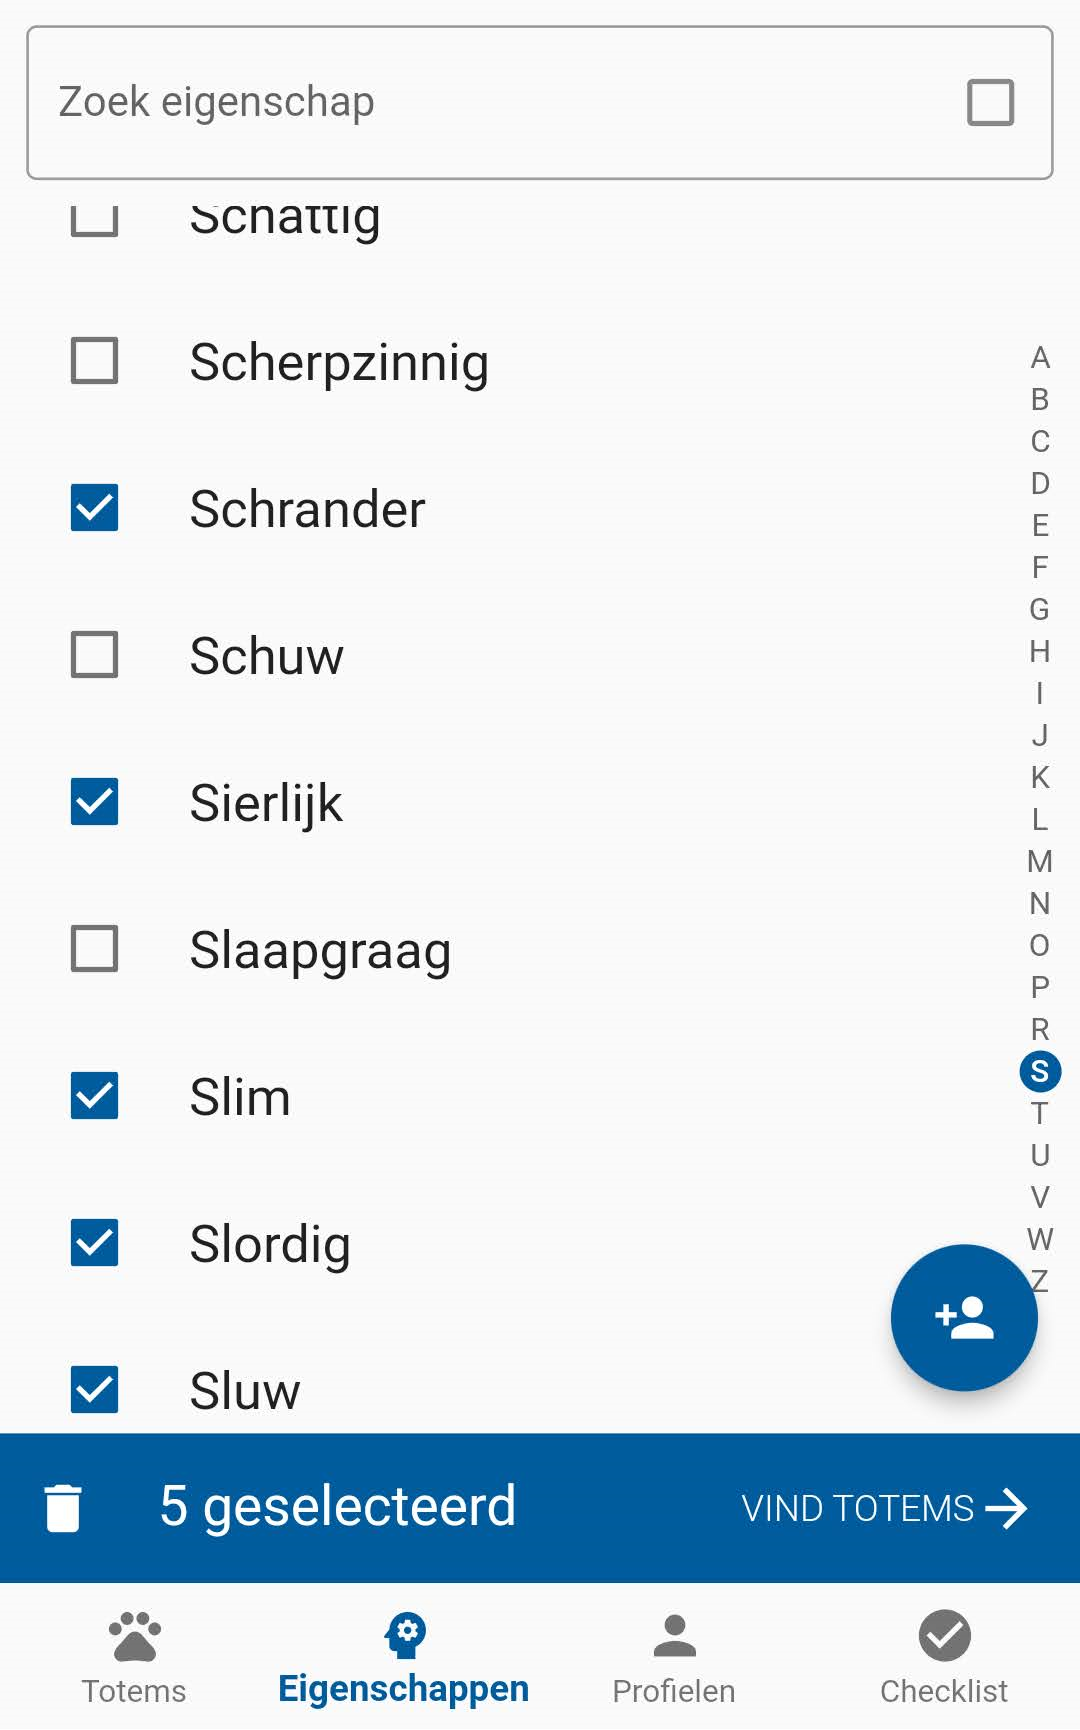 Zoek eigenschap
Schattig
Scherpzinnig
Schrander
Schuw
Sierlijk
Slaapgraag
Slim
Slordig
Sluw
A
B
C
D
E
F
G
H
I
J
K
L
M
N
O
P
R
S
T
U
V
W
Z
5 geselecteerd
VIND TOTEMS
Totems
Eigenschappen
Profielen
Checklist